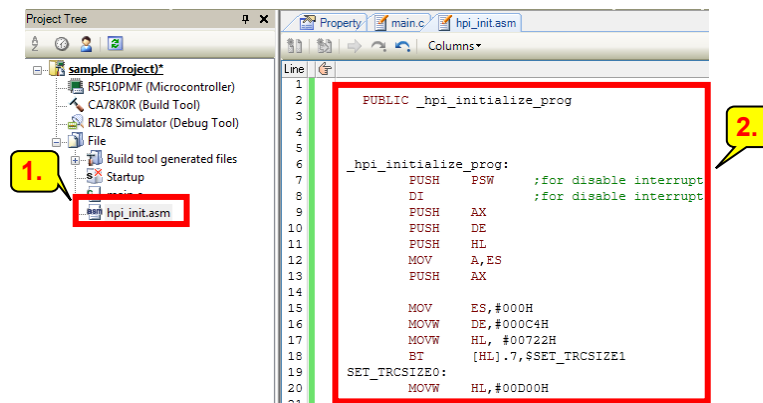 Project Tree
sample (Project)*
R5F10PMF (Microcontroller)
CA78K0R (Build Tool)
RL78 Simulator (Debug Tool)
File
Build tool generated files
Startup
hpi_init.asm
1.
Property main.c hpi_init.asm
Columns
Line
1
2 PUBLIC _hpi_initialize_prog
3
4
5
6 _hpi_initialize_prog:
7 PUSH PSW ;for disable interrupt
8 DI ;for disable interrupt
9 PUSH AX
10 PUSH DE
11 PUSH HL
12 MOV A,ES
13 PUSH AX
14
15 MOV ES,#000H
16 MOVW DE,#000C4H
17 MOVW HL, #00722H
18 BT [HL].7,$SET_TRCSIZE1
19 SET_TRCSIZE0:
20 MOVW HL,#00D00H
2.